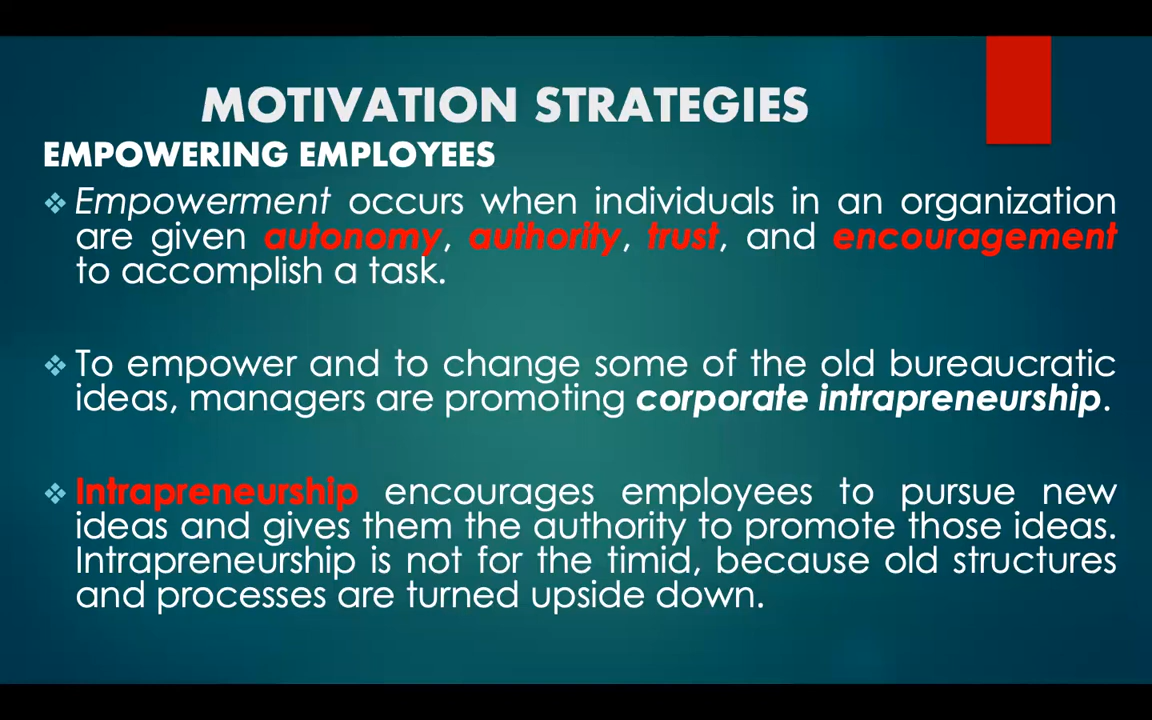 MOTIVATION STRATEGIES
EMPOWERING EMPLOYEES
❖ Empowerment occurs when individuals in an organization
are given autonomy, authority, trust, and encouragement
to accomplish a task.
❖ To empower and to change some of the old bureaucratic
ideas, managers are promoting corporate intrapreneurship.
❖ Intrapreneurship encourages employees to pursue new
ideas and gives them the authority to promote those ideas.
Intrapreneurship is not for the timid, because old structures
and processes are turned upside down.